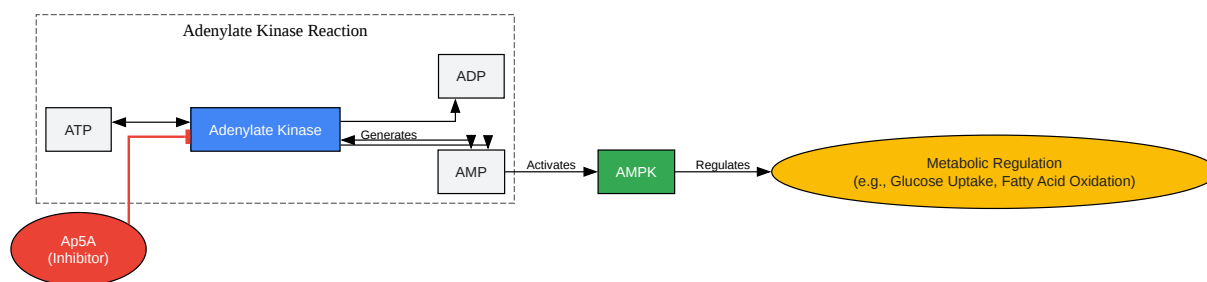 Adenylate Kinase Reaction
ADP
ATP
Adenylate Kinase
Generates
AMP
Activates
AMPK
Regulates
Metabolic Regulation
(e.g., Glucose Uptake, Fatty Acid Oxidation)
Ap5A
(Inhibitor)